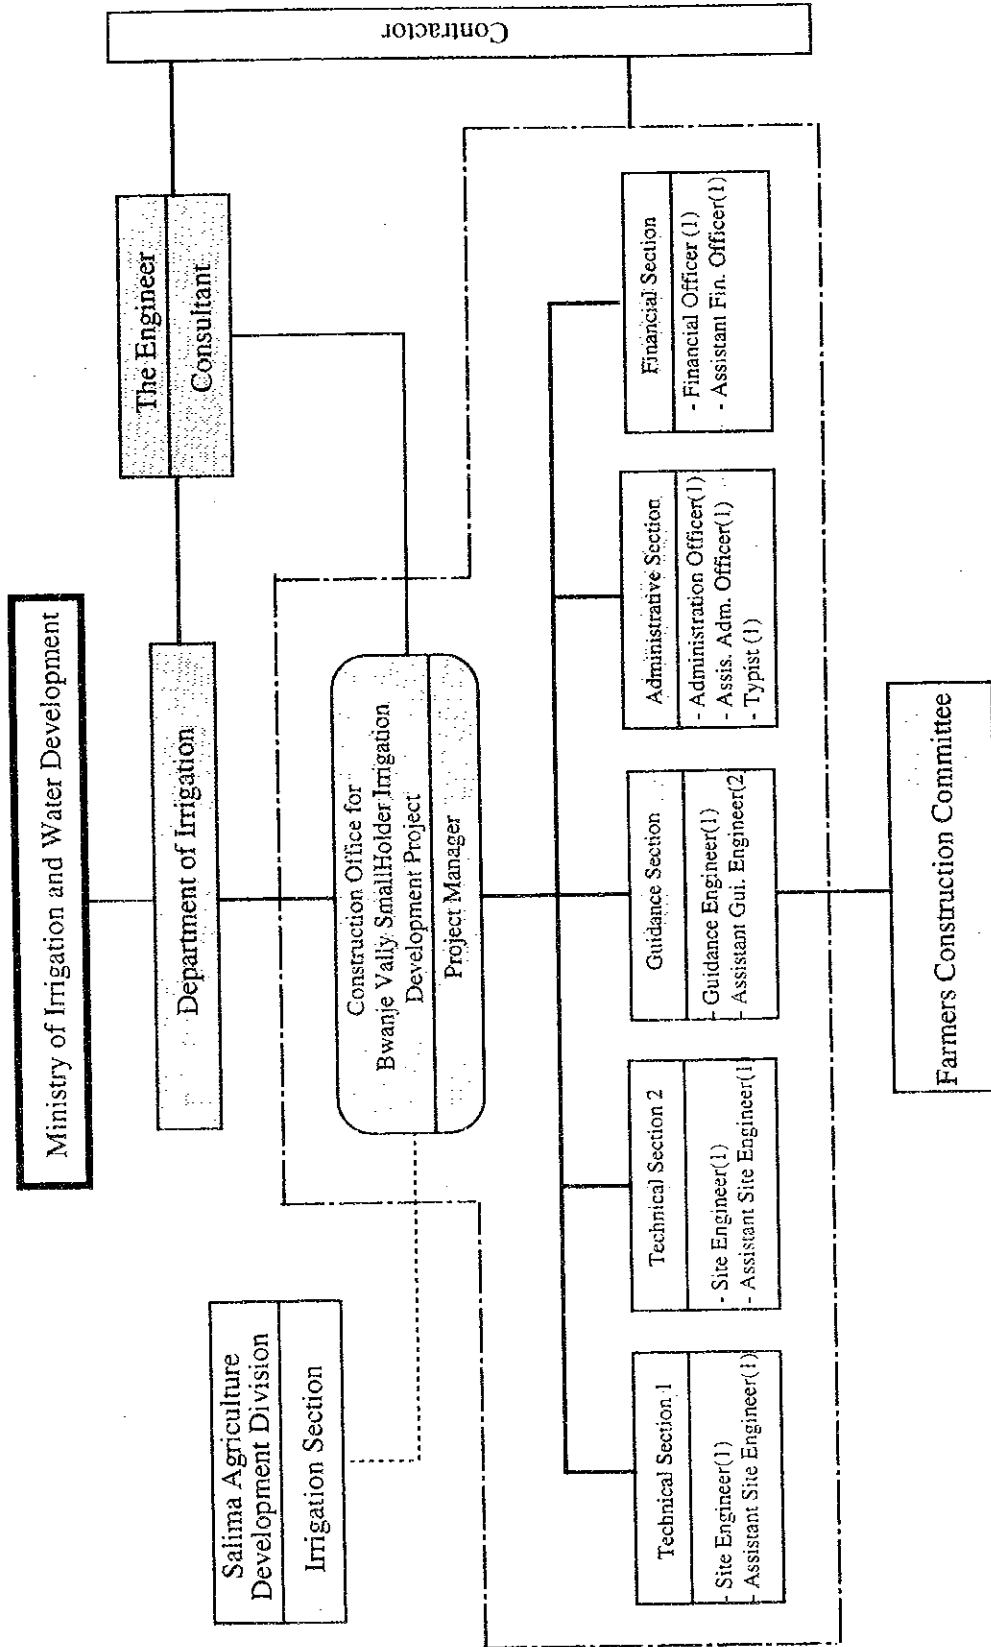 Ministry of Irrigation and Water Development
Department of Irrigation
The Engineer
Consultant
Contractor
Salima Agriculture
Development Division
Irrigation Section
Construction Office for
Bwanje Vally SmallHolder Irrigation
Development Project
Project Manager
Technical Section 1
- Site Engineer(1)
- Assistant Site Engineer(1)
Technical Section 2
- Site Engineer(1)
- Assistant Site Engineer(1)
Guidance Section
- Guidance Engineer(1)
- Assistant Gui. Engineer(2
Administrative Section
- Administration Officer(1)
- Assis. Adm. Officer(1)
- Typist (1)
Financial Section
- Financial Officer (1)
- Assistant Fin. Officer(1)
Farmers Construction Committee